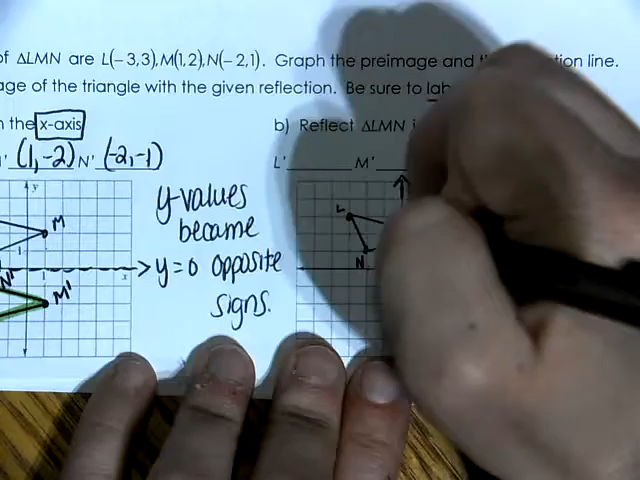 of ΔLMN are L(−3,3),M(1,2),N(−2,1). Graph the preimage and tion line.
age of the triangle with the given reflection. Be sure to lab
the x-axis
b) Reflect ΔLMN
(1,-2) N' (-2,-1)
L' M'
y-values
became
y=0 opposite
signs.
y
M
1
x
N'
M'
L
N